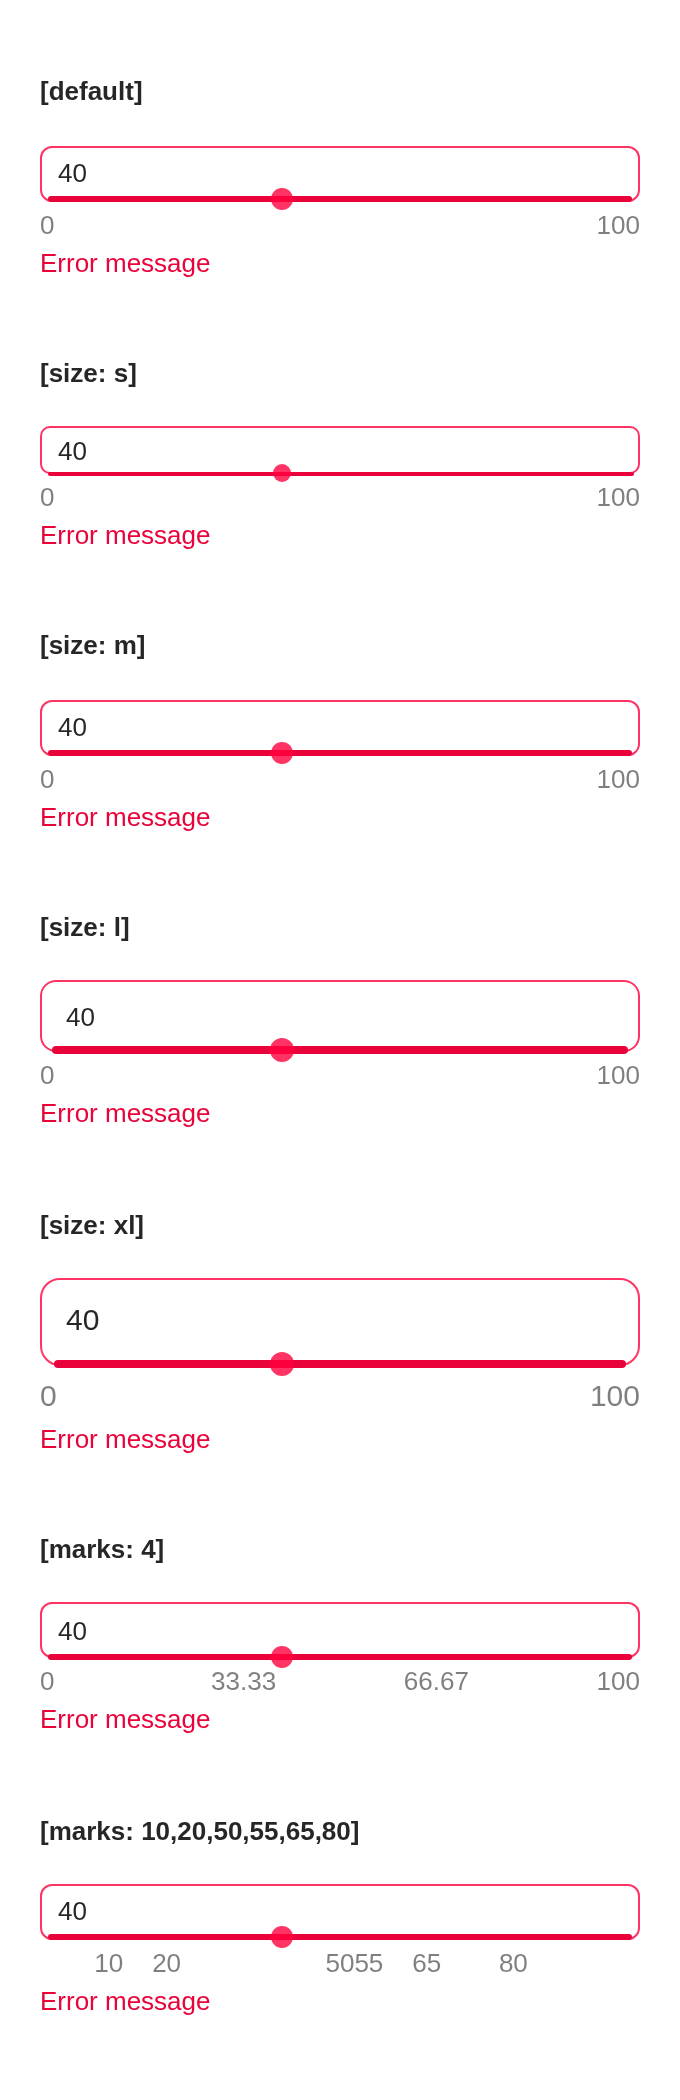 [default]
40
0 100
Error message
[size: s]
40
0 100
Error message
[size: m]
40
0 100
Error message
[size: l]
40
0 100
Error message
[size: xl]
40
0 100
Error message
[marks: 4]
40
0 33.33 66.67 100
Error message
[marks: 10,20,50,55,65,80]
40
10 20 5055 65 80
Error message